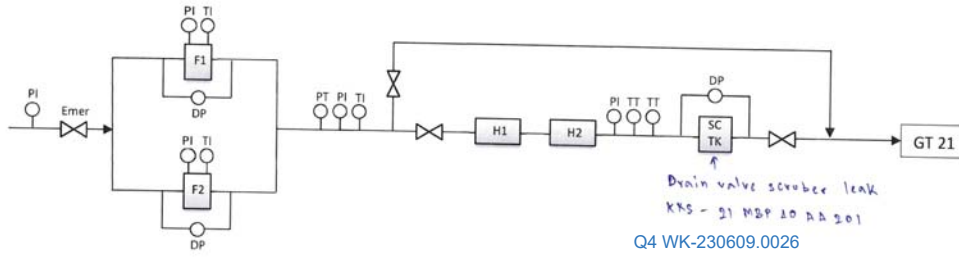 PI TI
F1
DP
PI
Emer
PI TI
F2
DP
PT PI TI
H1
H2
PI TT TT
DP
SC
TK
GT 21
Drain valve scruber leak
KKS - 21 MBP 10 AA 201
Q4 WK-230609.0026